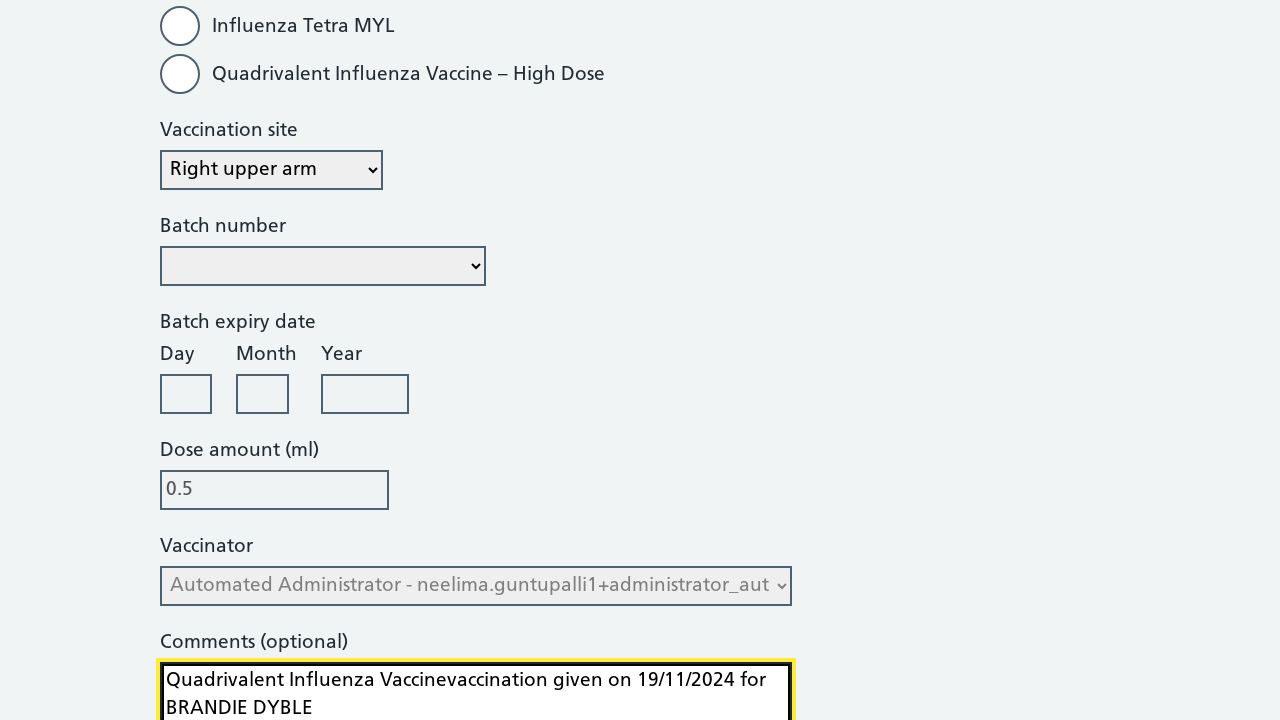 Influenza Tetra MYL
Quadrivalent Influenza Vaccine – High Dose
Vaccination site
Right upper arm
Batch number
Batch expiry date
Day Month Year
Dose amount (ml)
0.5
Vaccinator
Automated Administrator - neelima.guntupalli1+administrator_aut
Comments (optional)
Quadrivalent Influenza Vaccinevaccination given on 19/11/2024 for
BRANDIE DYBLE